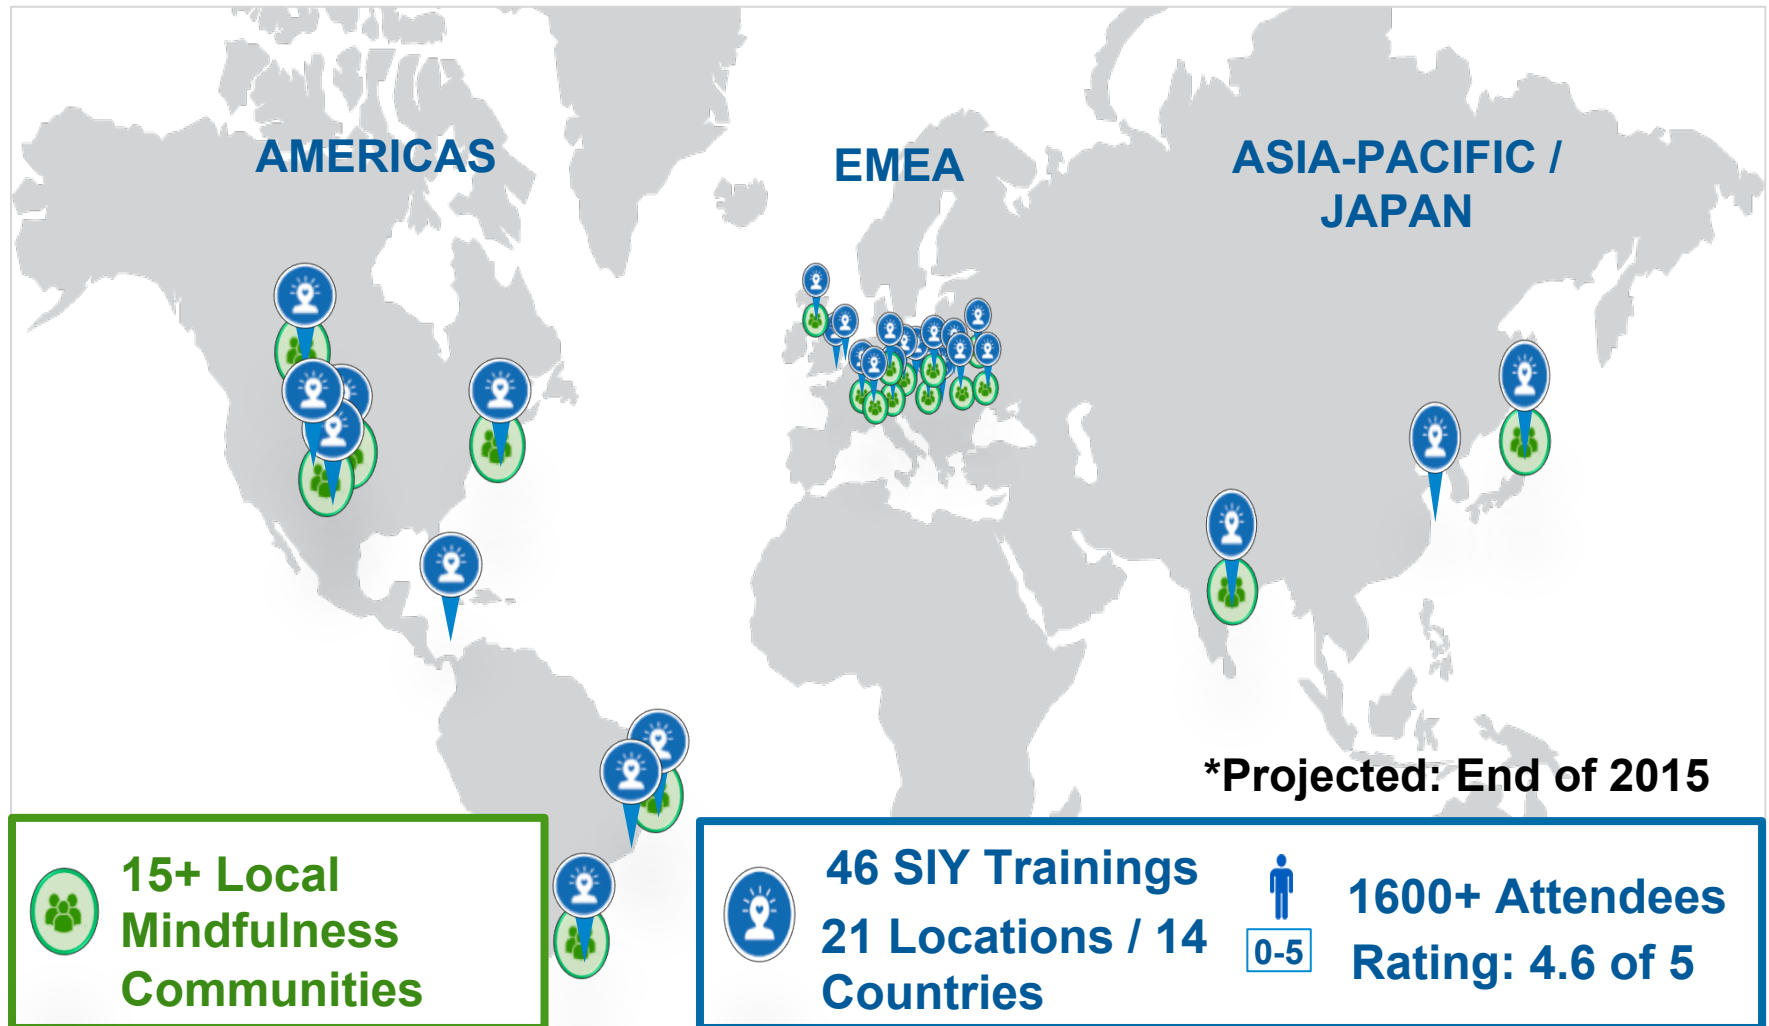 AMERICAS
EMEA
ASIA-PACIFIC /
JAPAN
*Projected: End of 2015
15+ Local
Mindfulness
Communities
46 SIY Trainings
21 Locations / 14
Countries
0-5
1600+ Attendees
Rating: 4.6 of 5